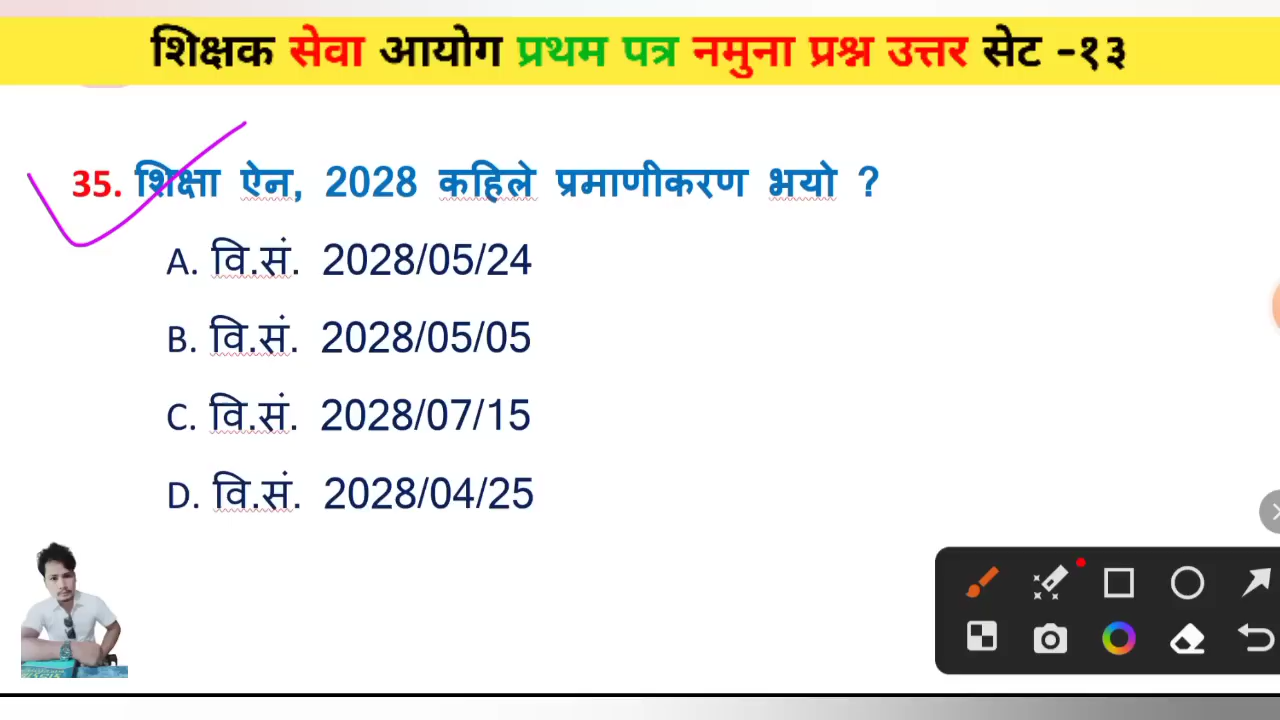 शिक्षक सेवा आयोग प्रथम पत्र नमुना प्रश्न उत्तर सेट -१३
35. शिक्षा ऐन, 2028 कहिले प्रमाणीकरण भयो ?
A. वि.सं. 2028/05/24
B. वि.सं. 2028/05/05
C. वि.सं. 2028/07/15
D. वि.सं. 2028/04/25